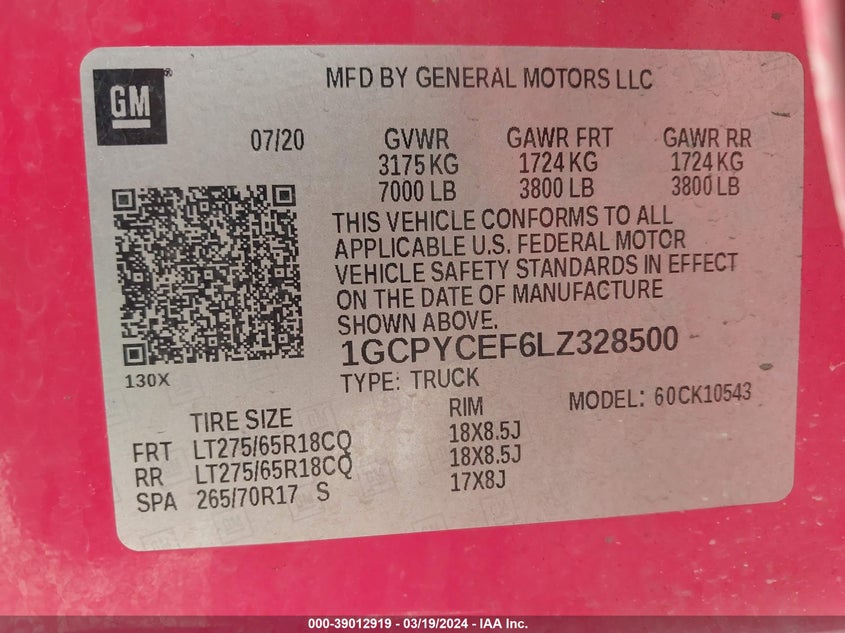 GM
MFD BY GENERAL MOTORS LLC
07/20 GVWR GAWR FRT GAWR RR
3175 KG 1724 KG 1724 KG
7000 LB 3800 LB 3800 LB
THIS VEHICLE CONFORMS TO ALL
APPLICABLE U.S. FEDERAL MOTOR
VEHICLE SAFETY STANDARDS IN EFFECT
ON THE DATE OF MANUFACTURE
SHOWN ABOVE.
1GCPYCEF6LZ328500
130X
TYPE: TRUCK MODEL: 60CK10543
TIRE SIZE RIM
FRT LT275/65R18CQ 18X8.5J
RR LT275/65R18CQ 18X8.5J
SPA 265/70R17 S 17X8J
000-39012919 - 03/19/2024 - IAA Inc.